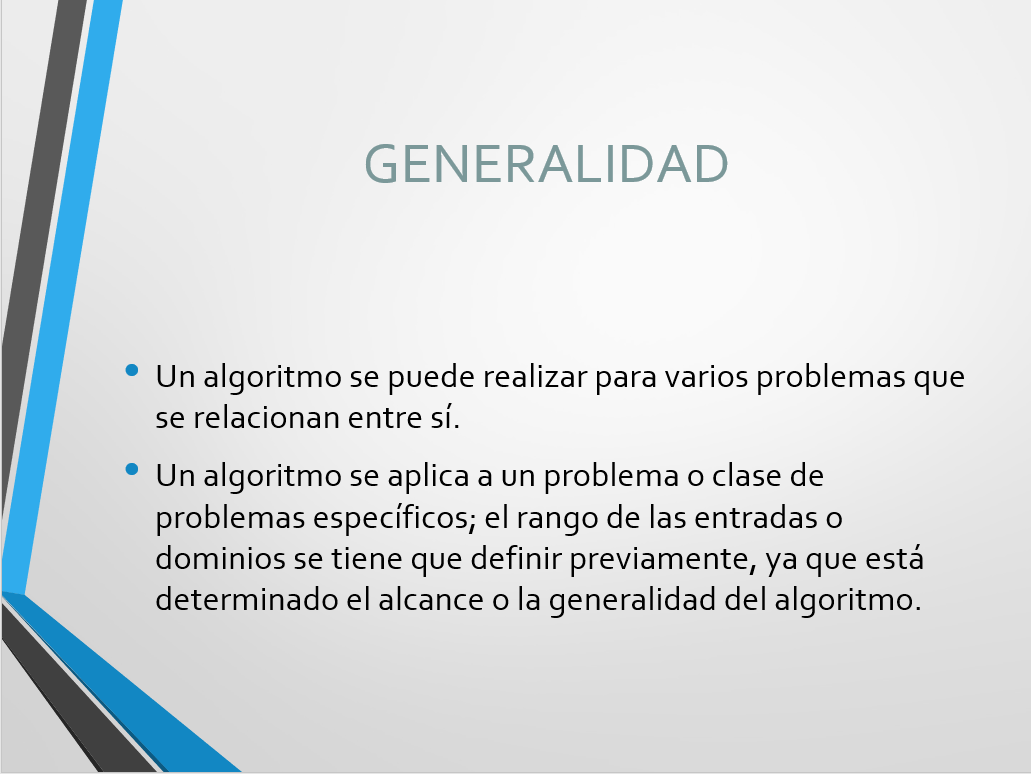 GENERALIDAD
• Un algoritmo se puede realizar para varios problemas que
se relacionan entre sí.
• Un algoritmo se aplica a un problema o clase de
problemas específicos; el rango de las entradas o
dominios se tiene que definir previamente, ya que está
determinado el alcance o la generalidad del algoritmo.